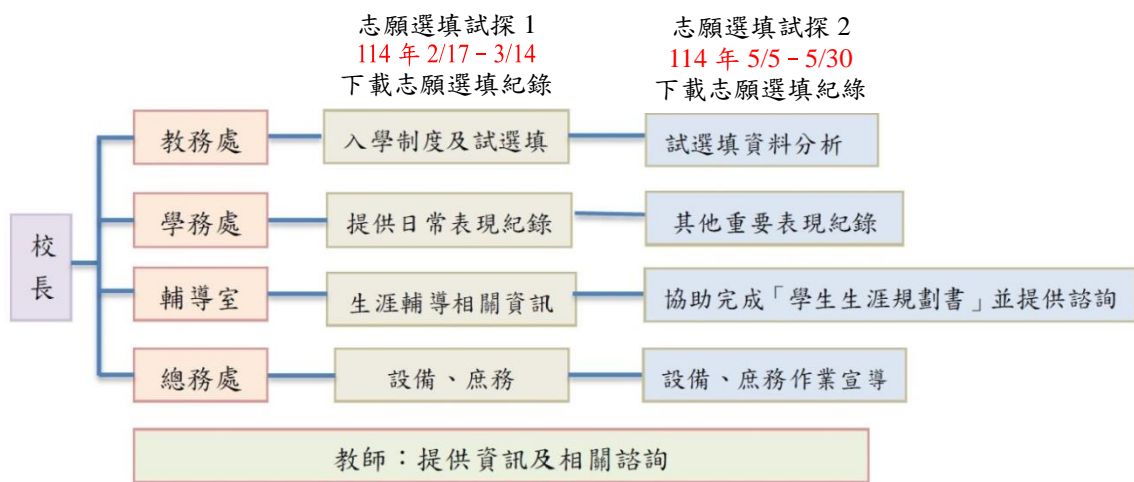 志願選填試探 1
114 年 2/17－3/14
下載志願選填紀錄
志願選填試探 2
114 年 5/5－5/30
下載志願選填紀綠
校長
教務處
入學制度及試選填
試選填資料分析
學務處
提供日常表現紀錄
其他重要表現紀錄
輔導室
生涯輔導相關資訊
協助完成「學生生涯規劃書」並提供諮詢
總務處
設備、庶務
設備、庶務作業宣導
教師：提供資訊及相關諮詢